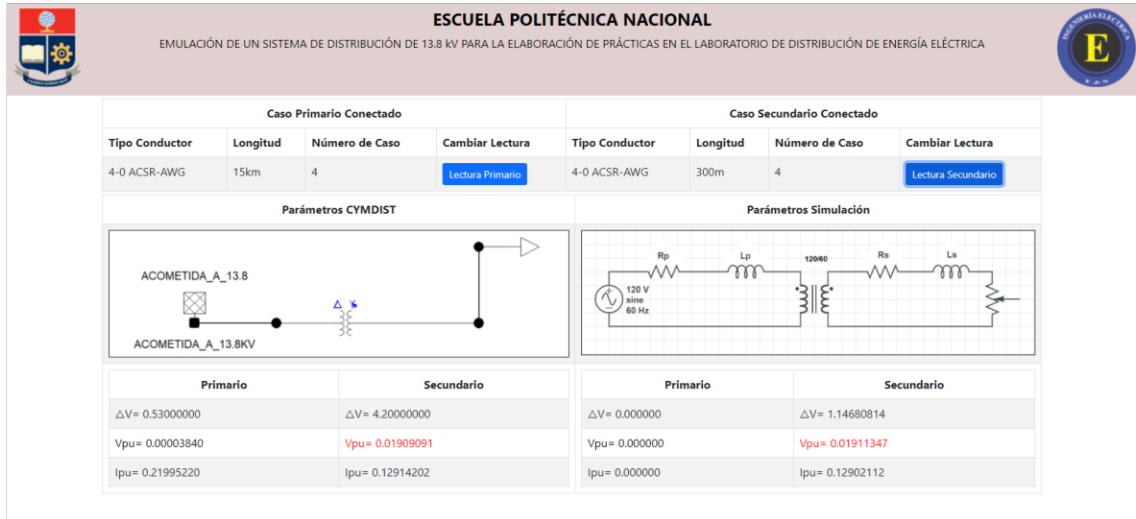 ESCUELA POLITÉCNICA NACIONAL
EMULACIÓN DE UN SISTEMA DE DISTRIBUCIÓN DE 13.8 kV PARA LA ELABORACIÓN DE PRÁCTICAS EN EL LABORATORIO DE DISTRIBUCIÓN DE ENERGÍA ELÉCTRICA
INGENIERÍA ELECTRICA
E
E.P.N
Caso Primario Conectado
Caso Secundario Conectado
Tipo Conductor Longitud Número de Caso Cambiar Lectura Tipo Conductor Longitud Número de Caso Cambiar Lectura
4-0 ACSR-AWG 15km 4 Lectura Primario 4-0 ACSR-AWG 300m 4 Lectura Secundario
Parámetros CYMDIST
Parámetros Simulación
ACOMETIDA_A_13.8
ACOMETIDA_A_13.8KV
Rp Lp 120/60 Rs Ls
120 V
sine
60 Hz
Primario Secundario Primario Secundario
△V= 0.53000000 △V= 4.20000000 △V= 0.000000 △V= 1.14680814
Vpu= 0.00003840 Vpu= 0.01909091 Vpu= 0.000000 Vpu= 0.01911347
Ipu= 0.21995220 Ipu= 0.12914202 Ipu= 0.000000 Ipu= 0.12902112